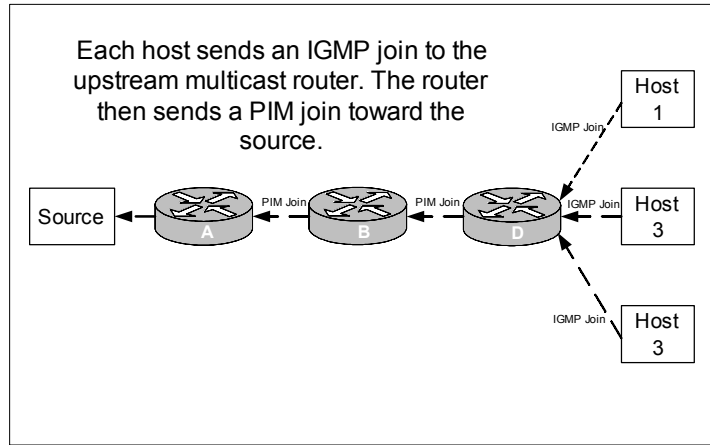 Each host sends an IGMP join to the
upstream multicast router. The router
then sends a PIM join toward the
source.
Host
1
IGMP Join
Source
A
PIM Join
B
PIM Join
D
IGMP Join
Host
3
IGMP Join
Host
3